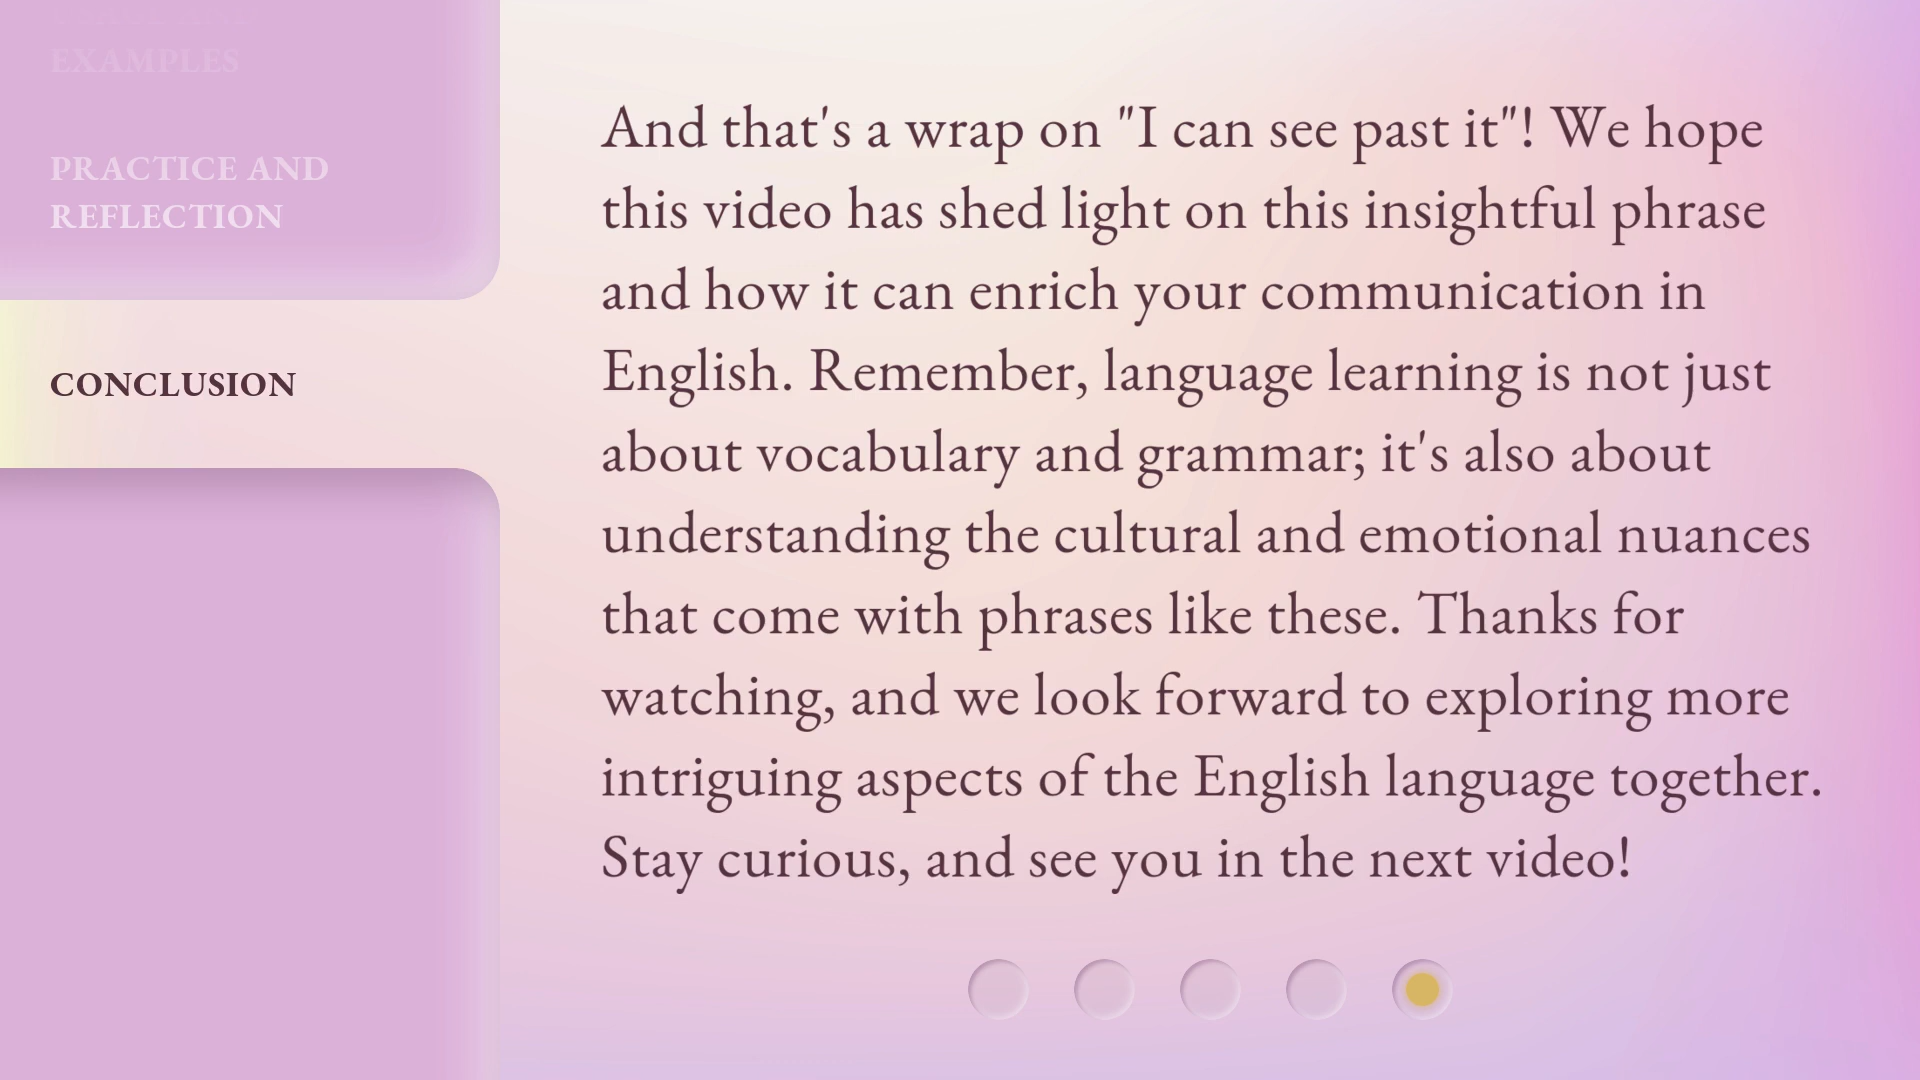 EXAMPLES
PRACTICE AND
REFLECTION
CONCLUSION
And that's a wrap on "I can see past it"! We hope
this video has shed light on this insightful phrase
and how it can enrich your communication in
English. Remember, language learning is not just
about vocabulary and grammar; it's also about
understanding the cultural and emotional nuances
that come with phrases like these. Thanks for
watching, and we look forward to exploring more
intriguing aspects of the English language together.
Stay curious, and see you in the next video!